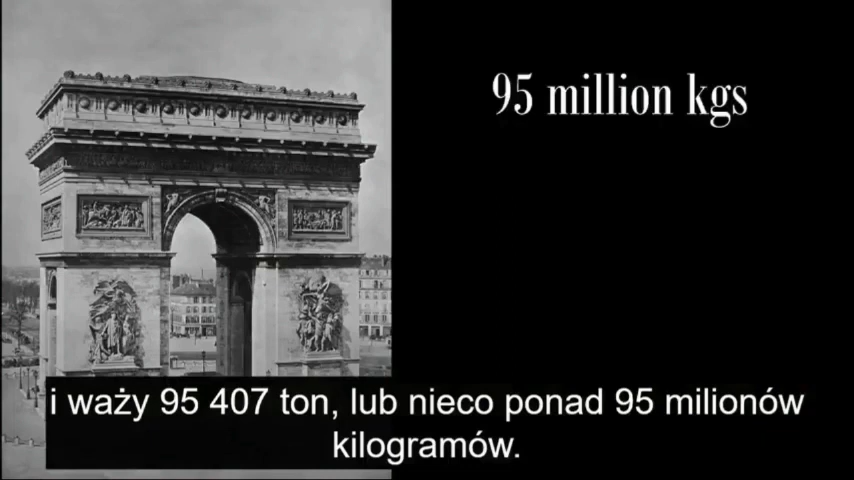 95 million kgs
i waży 95 407 ton, lub nieco ponad 95 milionów
kilogramów.